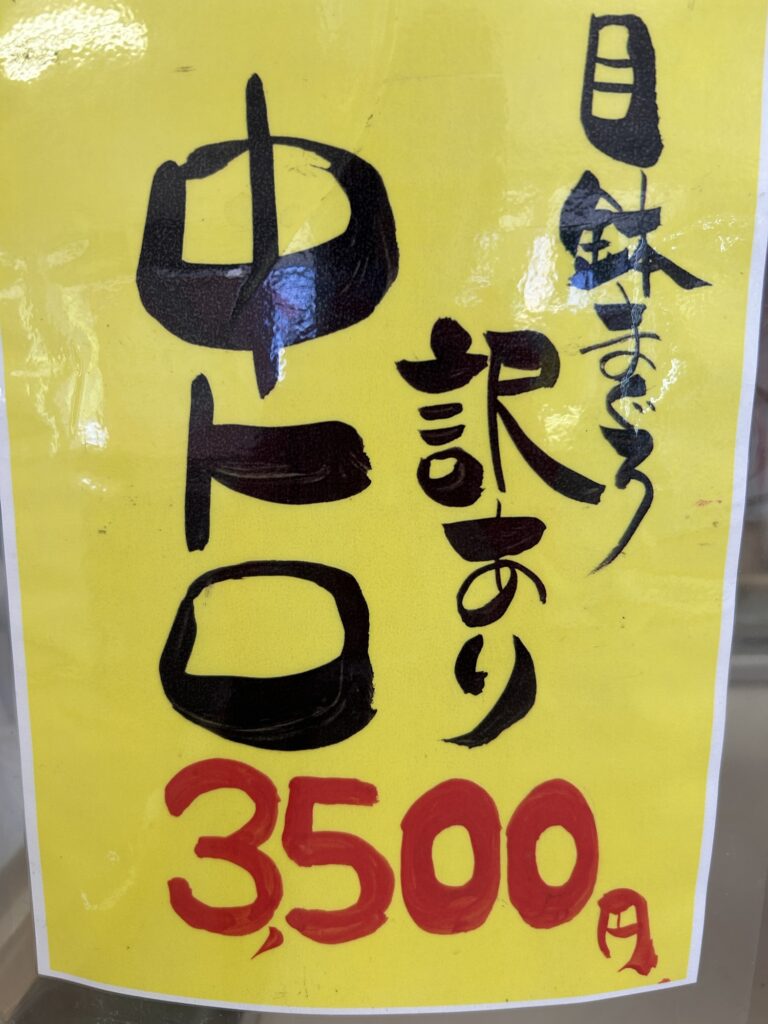 目鉢まぐろ
訳あり
中トロ
3,500円